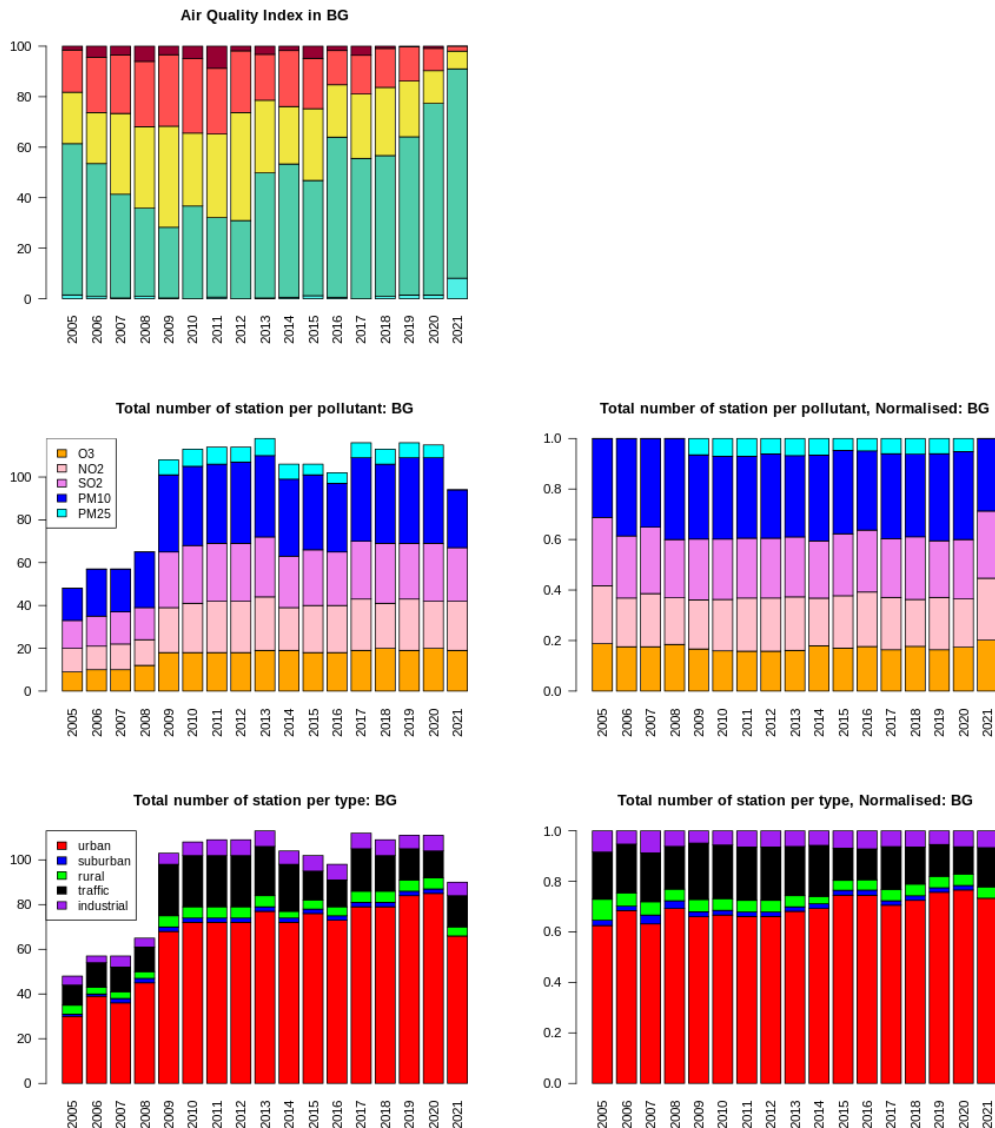 Air Quality Index in BG
100
80
60
40
20
0
2005 2006 2007 2008 2009 2010 2011 2012 2013 2014 2015 2016 2017 2018 2019 2020 2021
Total number of station per pollutant: BG
O3
NO2
SO2
PM10
PM25
100
80
60
40
20
0
2005 2006 2007 2008 2009 2010 2011 2012 2013 2014 2015 2016 2017 2018 2019 2020 2021
Total number of station per pollutant, Normalised: BG
1.0
0.8
0.6
0.4
0.2
0.0
2005 2006 2007 2008 2009 2010 2011 2012 2013 2014 2015 2016 2017 2018 2019 2020 2021
Total number of station per type: BG
urban
suburban
rural
traffic
industrial
100
80
60
40
20
0
2005 2006 2007 2008 2009 2010 2011 2012 2013 2014 2015 2016 2017 2018 2019 2020 2021
Total number of station per type, Normalised: BG
1.0
0.8
0.6
0.4
0.2
0.0
2005 2006 2007 2008 2009 2010 2011 2012 2013 2014 2015 2016 2017 2018 2019 2020 2021